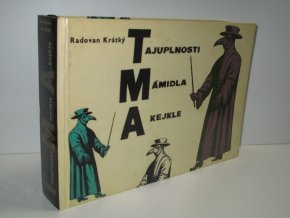 Radovan Krátký
TAJUPLNOSTI
MÁMIDLA
A KEJKLE